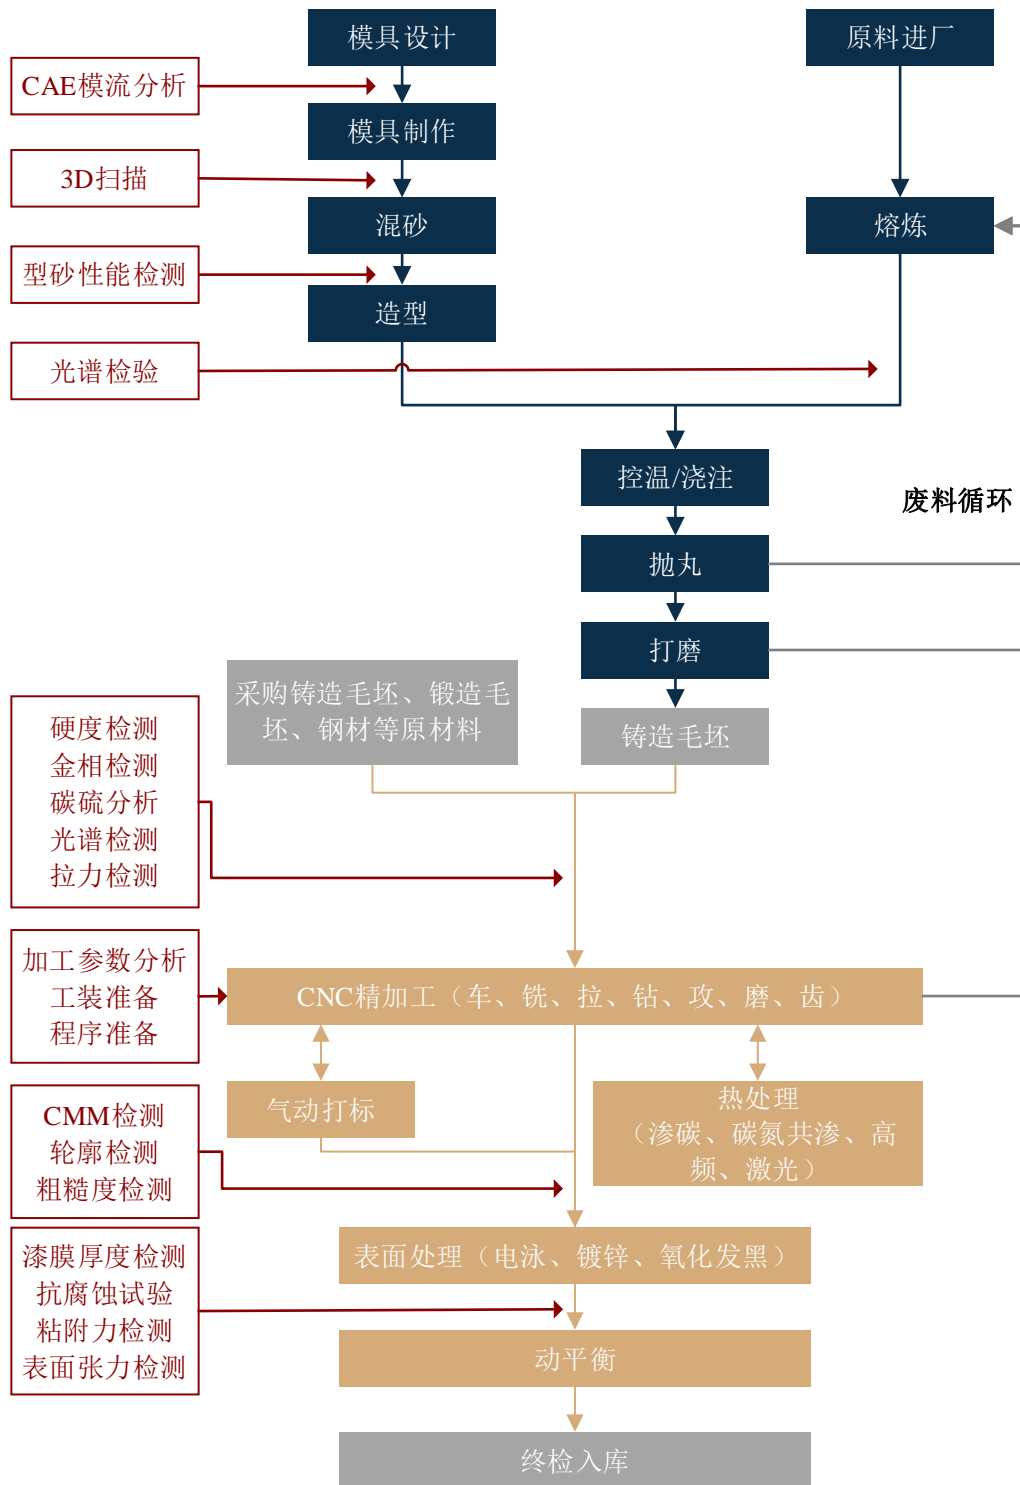 模具设计
原料进厂
CAE模流分析
模具制作
3D扫描
混砂
熔炼
型砂性能检测
造型
光谱检验
控温/浇注
废料循环
抛丸
打磨
采购铸造毛坯、锻造毛
坯、钢材等原材料
铸造毛坯
硬度检测
金相检测
碳硫分析
光谱检测
拉力检测
加工参数分析
工装准备
程序准备
CNC精加工（车、铣、拉、钻、攻、磨、齿）
气动打标
热处理
（渗碳、碳氮共渗、高
频、激光）
CMM检测
轮廓检测
粗糙度检测
表面处理（电泳、镀锌、氧化发黑）
漆膜厚度检测
抗腐蚀试验
粘附力检测
表面张力检测
动平衡
终检入库